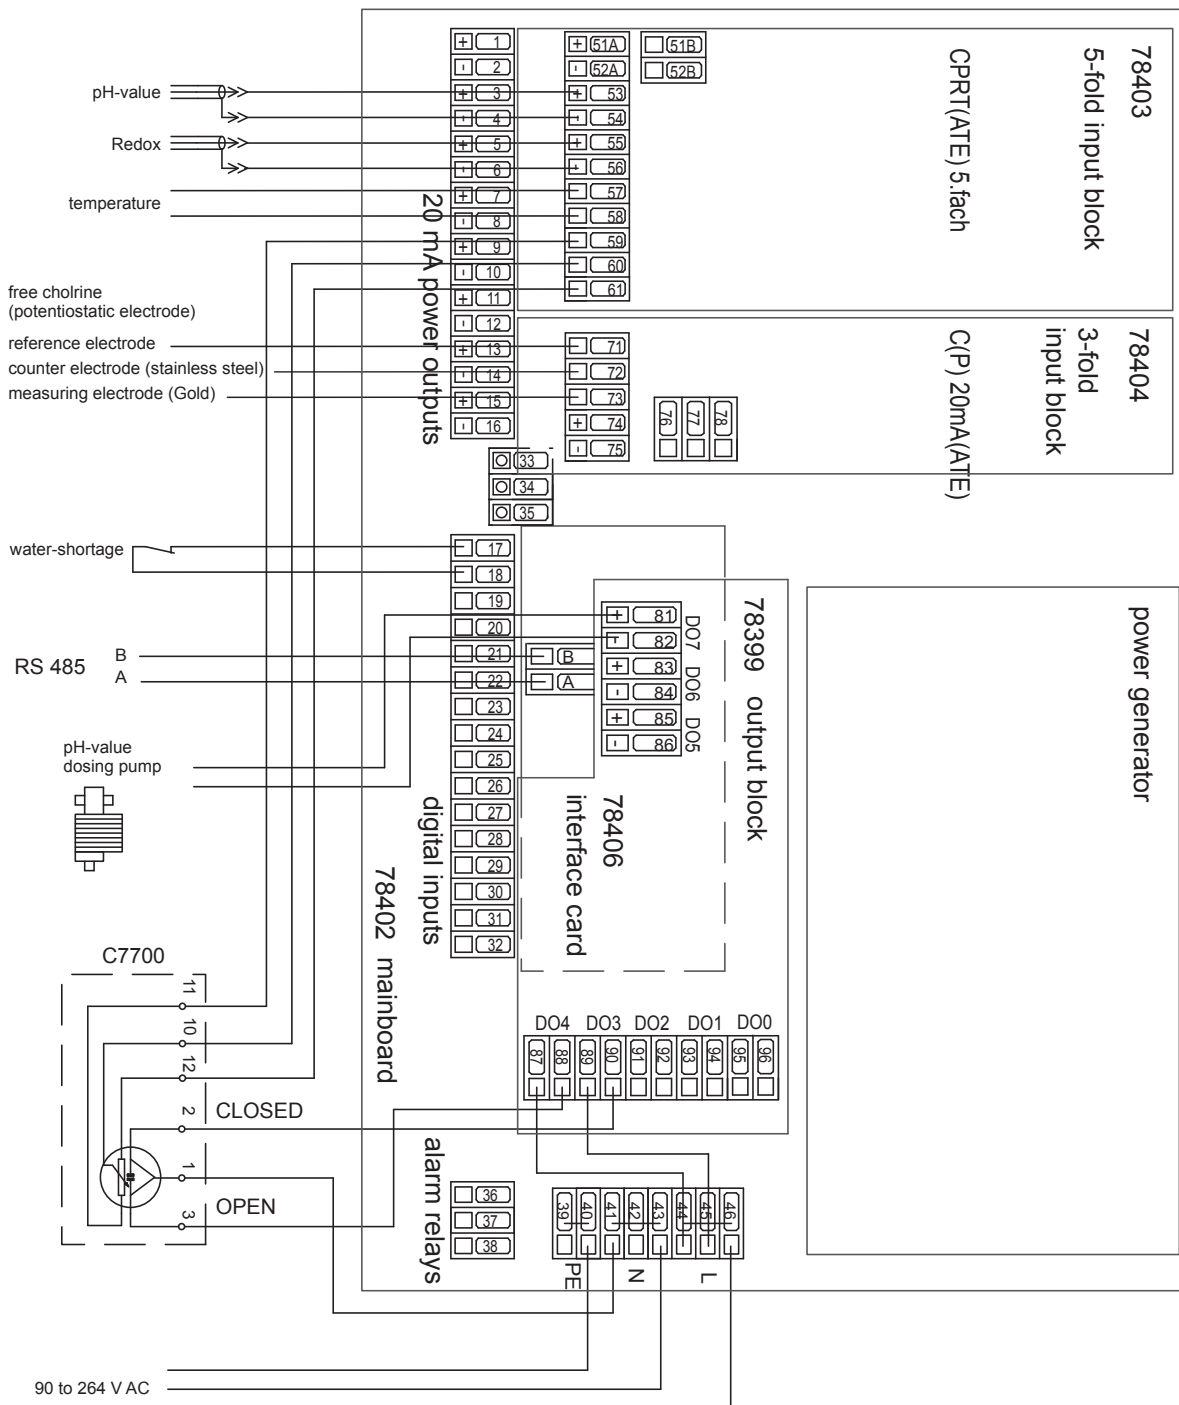 pH-value
Redox
temperature
free cholrine
(potentiostatic electrode)
reference electrode
counter electrode (stainless steel)
measuring electrode (Gold)
water-shortage
RS 485
B
A
pH-value
dosing pump
C7700
11
10
12
2
CLOSED
1
3
OPEN
90 to 264 V AC
+ 1
- 2
+ 3
- 4
+ 5
- 6
+ 7
- 8
+ 9
- 10
+ 11
- 12
+ 13
- 14
+ 15
- 16
20 mA power outputs
33
34
35
17
18
19
20
21
22
23
24
25
26
27
28
29
30
31
32
digital inputs
78402 mainboard
36
37
38
alarm relays
+ 51A
- 52A
+ 53
- 54
+ 55
- 56
57
58
59
60
61
51B
52B
78403
5-fold input block
CPRT(ATE) 5.fach
71
72
73
+ 74
- 75
76
77
78
78404
3-fold
input block
C(P) 20mA(ATE)
B
A
+ 81
- 82
+ 83
- 84
+ 85
- 86
DO7
DO6
DO5
78399 output block
78406
interface card
power generator
DO4 DO3 DO2 DO1 DO0
87 88 89 90 91 92 93 94 95 96
39 40 41 42 43 44 45 46
PE N L